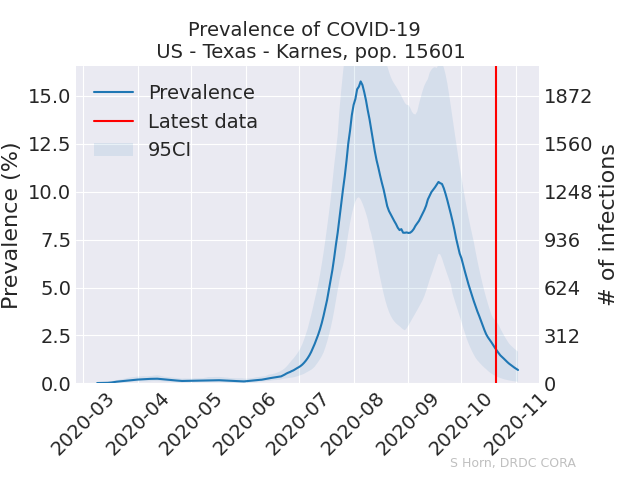 Prevalence of COVID-19
US - Texas - Karnes, pop. 15601
Prevalence (%)
15.0
12.5
10.0
7.5
5.0
2.5
0.0
Prevalence
Latest data
95CI
1872
1560
1248
936
624
312
0
# of infections
2020-03
2020-04
2020-05
2020-06
2020-07
2020-08
2020-09
2020-10
2020-11
S Horn, DRDC CORA